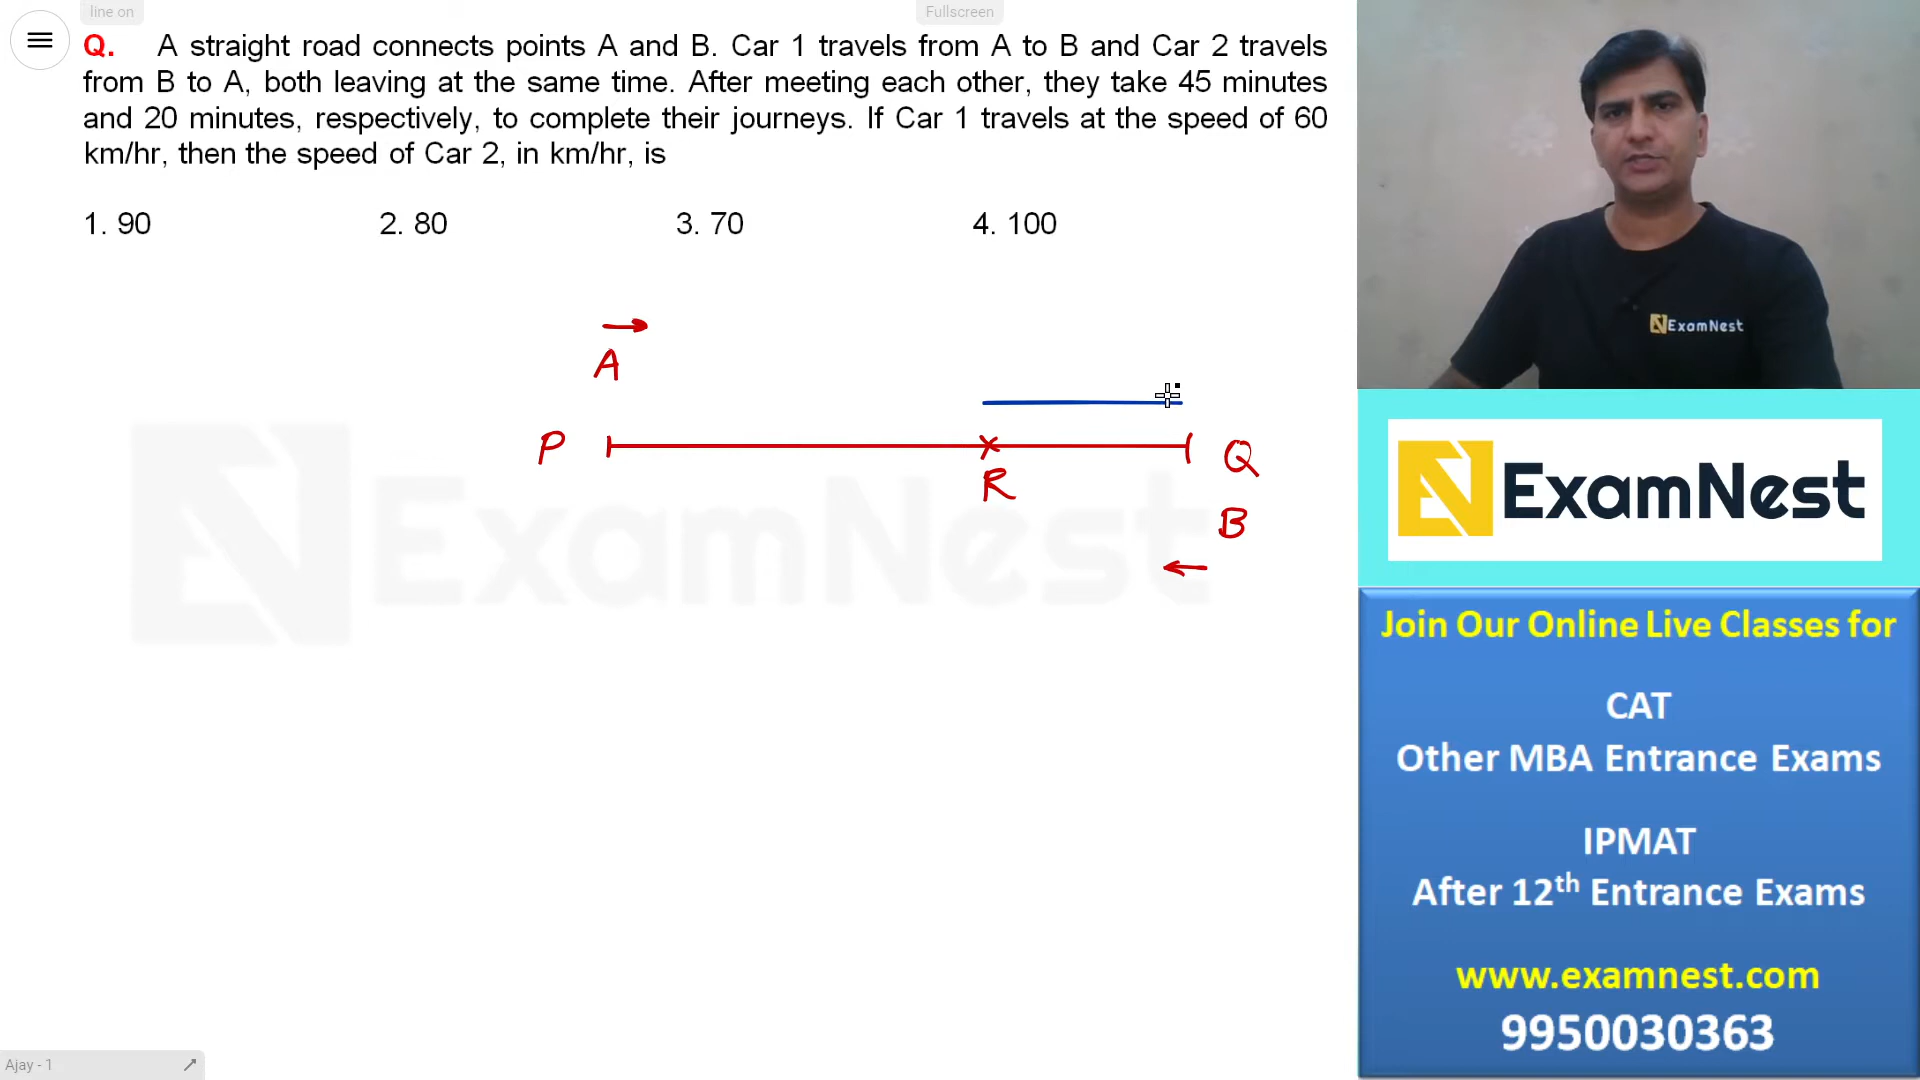 line on
Fullscreen
Q. A straight road connects points A and B. Car 1 travels from A to B and Car 2 travels
from B to A, both leaving at the same time. After meeting each other, they take 45 minutes
and 20 minutes, respectively, to complete their journeys. If Car 1 travels at the speed of 60
km/hr, then the speed of Car 2, in km/hr, is
1. 90 2. 80 3. 70 4. 100
A
P Q
R
B
ExamNest
ExamNest
ExamNest
Join Our Online Live Classes for
CAT
Other MBA Entrance Exams
IPMAT
After 12th Entrance Exams
www.examnest.com
9950030363
Ajay - 1